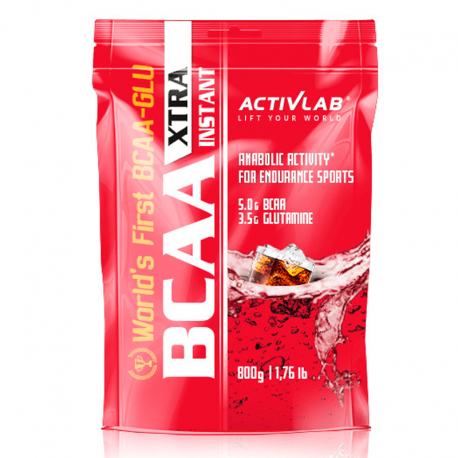 World's First BCAA-GLU
BCAA
XTRA
INSTANT
ACTIVLAB®
LIFT YOUR WORLD
ANABOLIC ACTIVITY*
FOR ENDURANCE SPORTS
5.0G BCAA
3.5G GLUTAMINE
800g | 1,76 lb